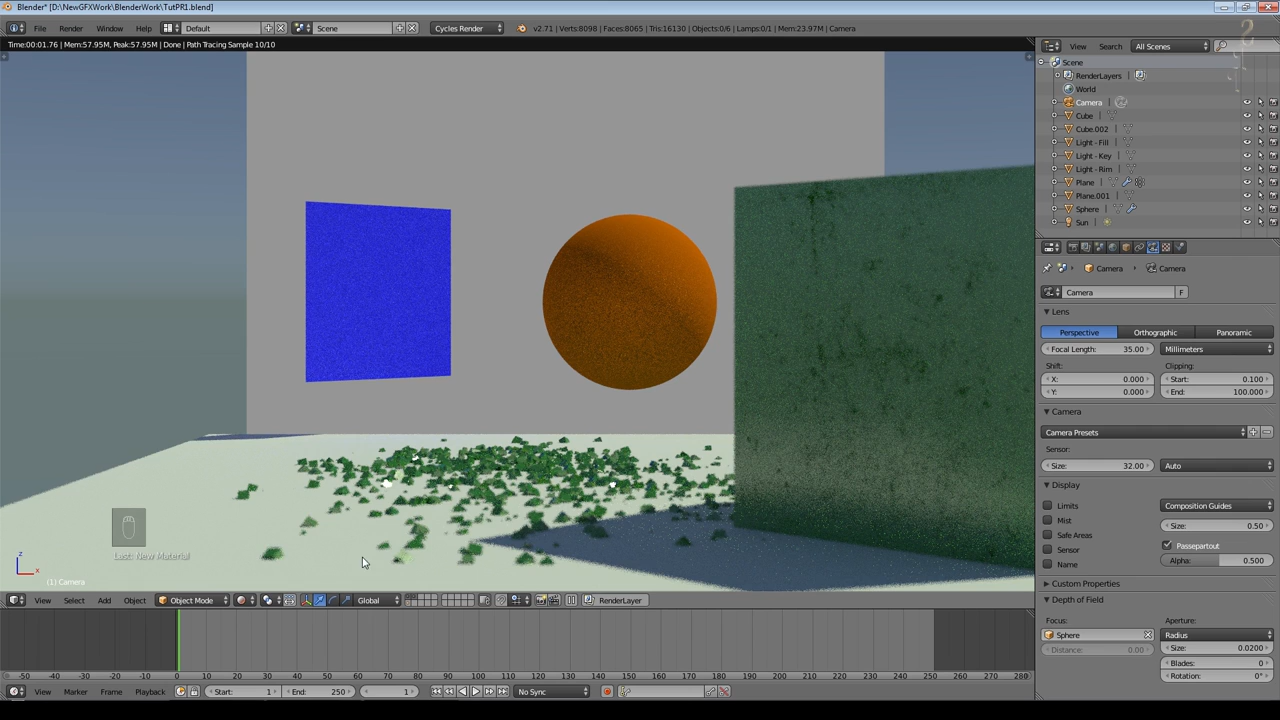 Blender* [D:\NewGFXWork\BlenderWork\TutPR1.blend]
File Render Window Help Default Scene Cycles Render v2.71 | Verts:8098 | Faces:8065 | Tris:16130 | Objects:0/6 | Lamps:0/1 | Mem:23.97M | Camera
Time:00:01.76 | Mem:57.95M, Peak:57.95M | Done | Path Tracing Sample 10/10
View Search All Scenes
Scene
RenderLayers
World
Camera
Cube
Cube.002
Light - Fill
Light - Key
Light - Rim
Plane
Plane.001
Sphere
Sun
Camera Camera
Camera F
Lens
Perspective Orthographic Panoramic
Focal Length: 35.00 Millimeters
Shift: Clipping:
X: 0.000 Start: 0.100
Y: 0.000 End: 100.000
Camera
Camera Presets
Sensor:
Size: 32.00 Auto
Display
Limits Composition Guides
Mist Size: 0.50
Safe Areas
Sensor Passepartout
Name Alpha: 0.500
Custom Properties
Depth of Field
Focus: Aperture:
Sphere Radius
Distance: 0.00 Size: 0.0200
Blades: 0
Rotation: 0°
Last: New Material
z
x
(1) Camera
View Select Add Object Object Mode Global RenderLayer
-50 -40 -30 -20 -10 0 10 20 30 40 50 60 70 80 90 100 110 120 130 140 150 160 170 180 190 200 210 220 230 240 250 260 270 280
View Marker Frame Playback Start: 1 End: 250 1 No Sync